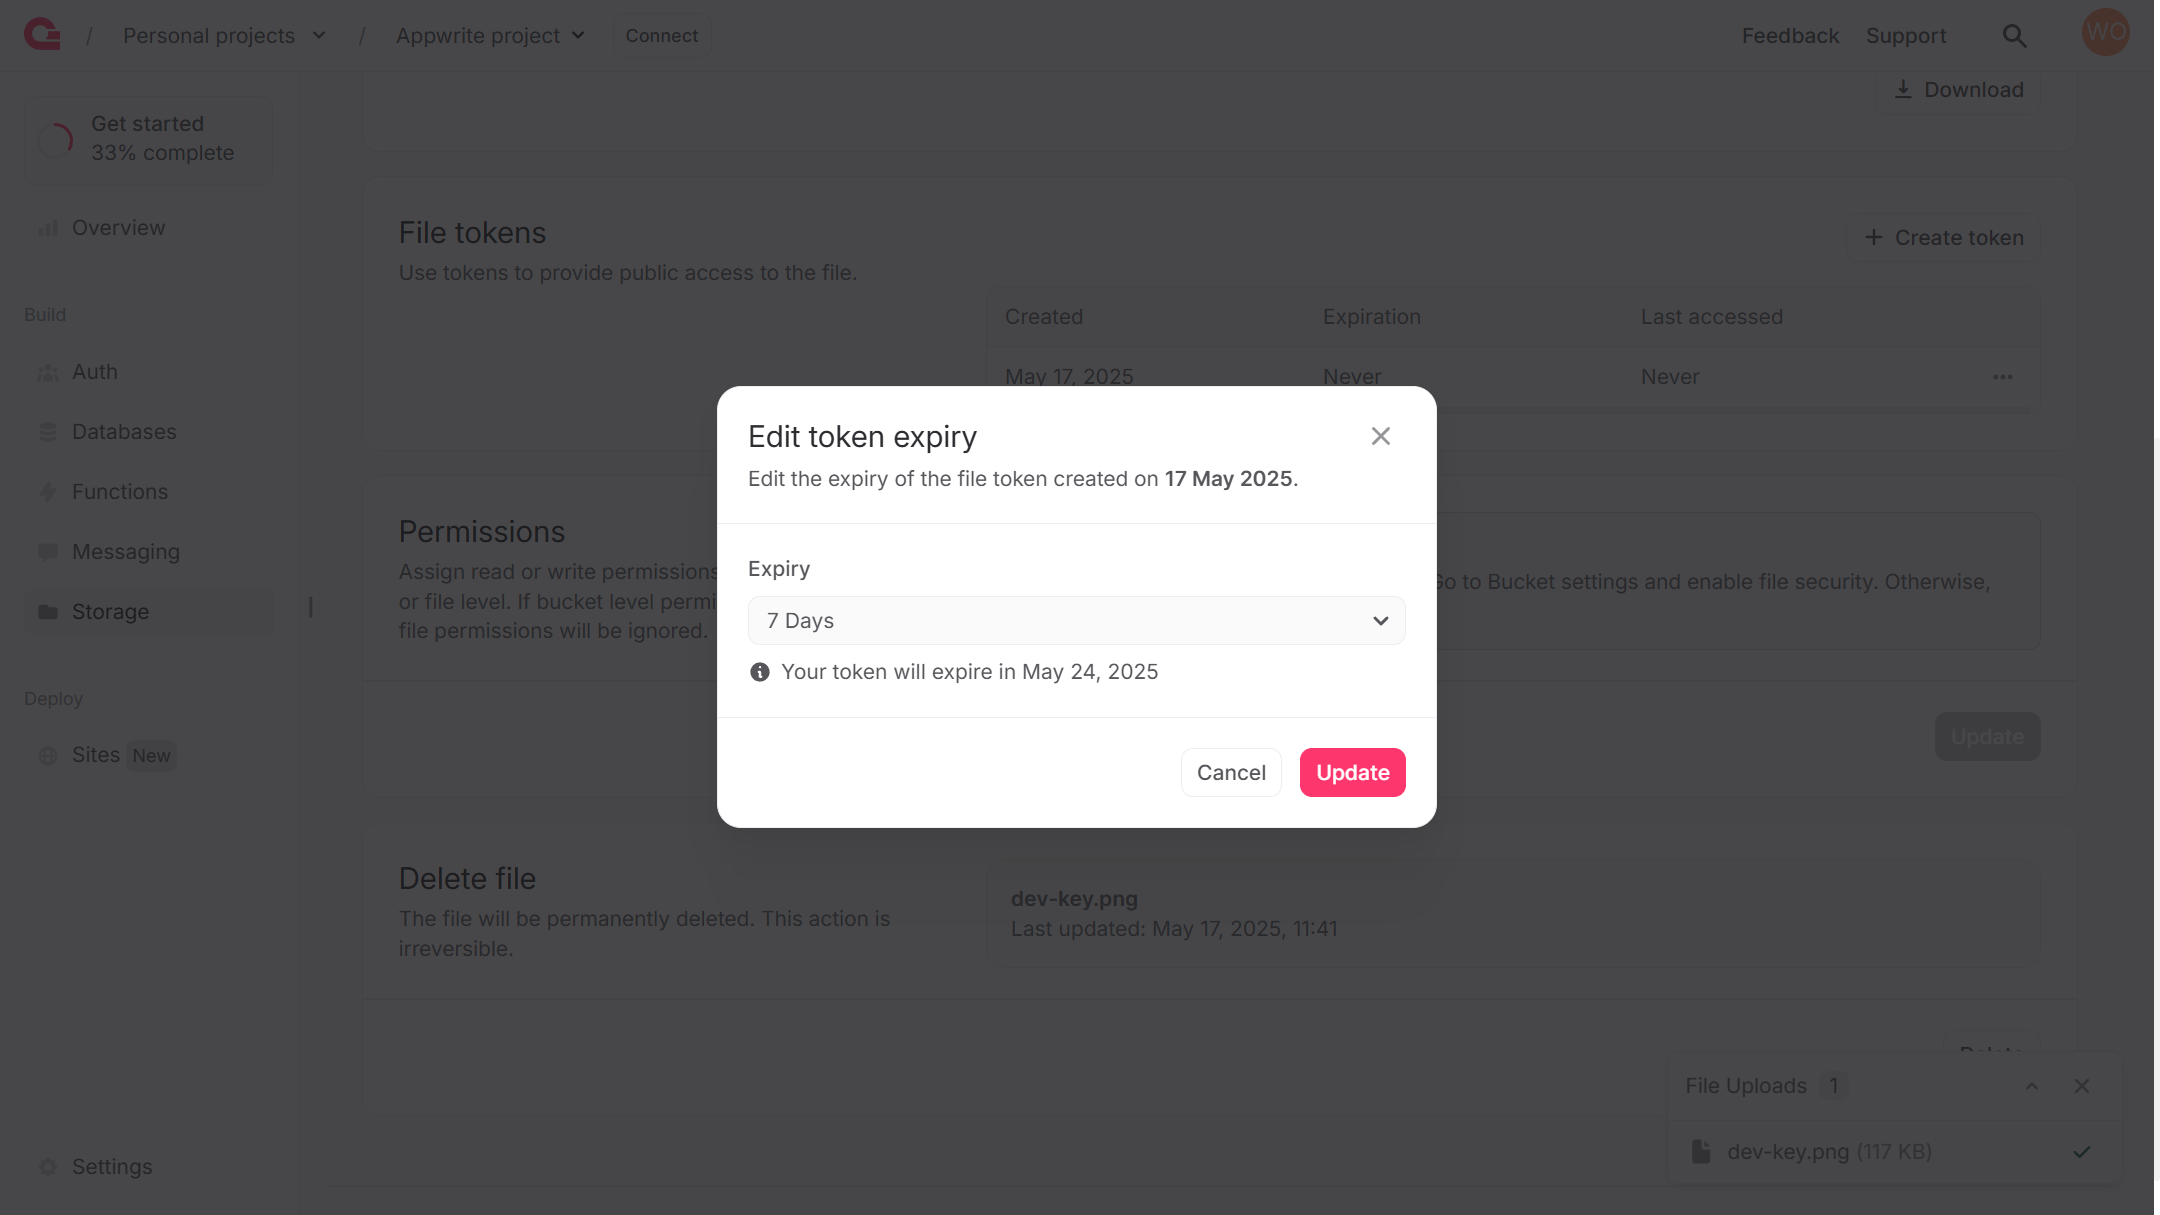 / Personal projects / Appwrite project Connect Feedback Support WO
Get started
33% complete
Overview
Build
Auth
Databases
Functions
Messaging
Storage
Deploy
Sites New
Settings
Download
File tokens
Use tokens to provide public access to the file.
+ Create token
Created Expiration Last accessed
May 17, 2025 Never Never
Permissions
Assign read or write permissions
or file level. If bucket level permi
file permissions will be ignored.
Go to Bucket settings and enable file security. Otherwise,
Update
Edit token expiry
Edit the expiry of the file token created on 17 May 2025.
Expiry
7 Days
Your token will expire in May 24, 2025
Cancel Update
Delete file
The file will be permanently deleted. This action is
irreversible.
dev-key.png
Last updated: May 17, 2025, 11:41
Delete
File Uploads 1
dev-key.png (117 KB)